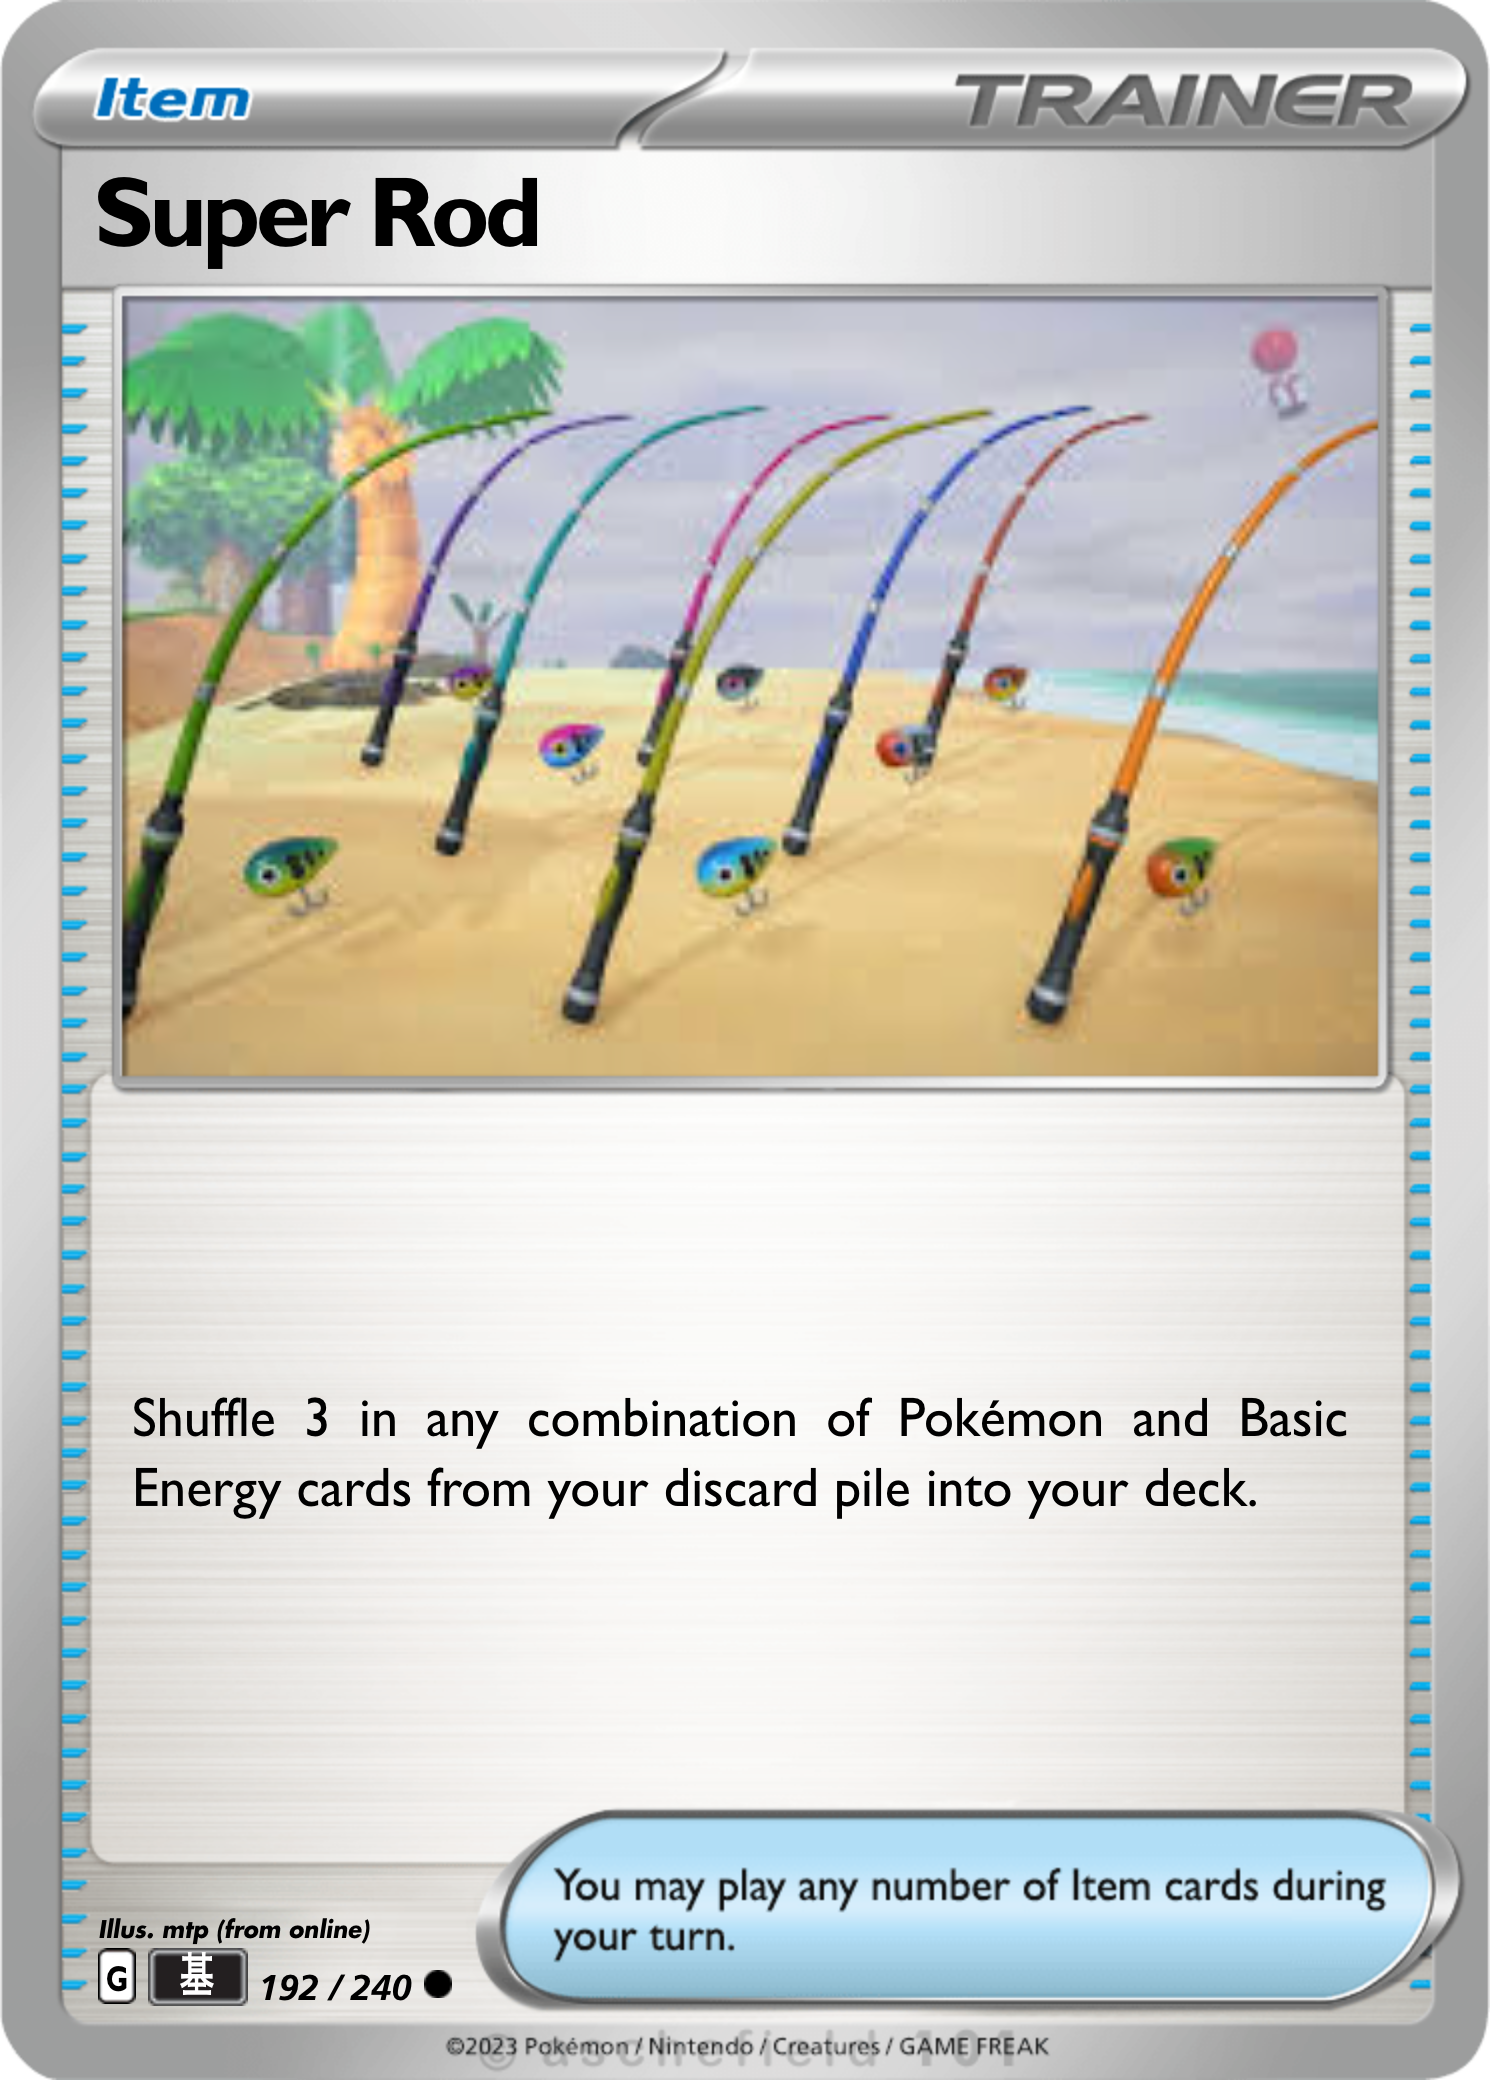 Item
TRAINER
Super Rod
Shuffle 3 in any combination of Pokémon and Basic
Energy cards from your discard pile into your deck.
You may play any number of Item cards during
your turn.
Illus. mtp (from online)
G 基 192 / 240
©2023 Pokémon / Nintendo / Creatures / GAME FREAK